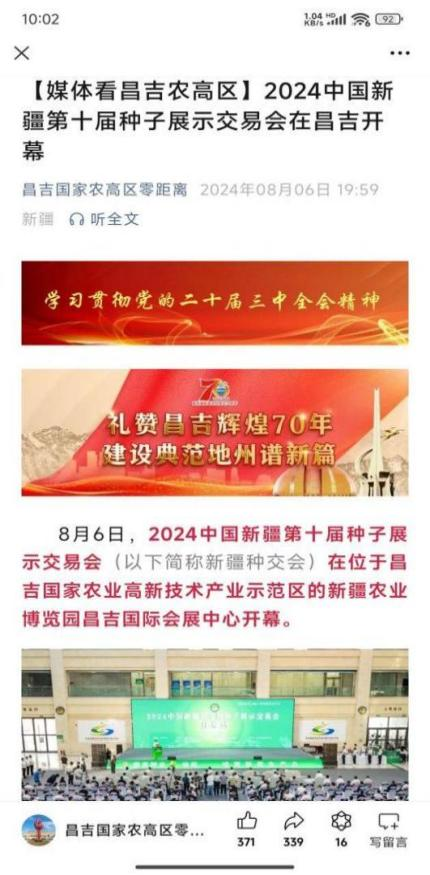 10:02
1.04 KB/s HD 92
【媒体看昌吉农高区】2024中国新
疆第十届种子展示交易会在昌吉开
幕
昌吉国家农高区零距离 2024年08月06日 19:59
新疆 听全文
学习贯彻党的二十届三中全会精神
70
礼赞昌吉辉煌70年
建设典范地州谱新篇
8月6日，2024中国新疆第十届种子展
示交易会（以下简称新疆种交会）在位于昌
吉国家农业高新技术产业示范区的新疆农业
博览园昌吉国际会展中心开幕。
2024中国新疆第十届种子展示交易会
昌吉国家农高区零...
371
339
16
写留言